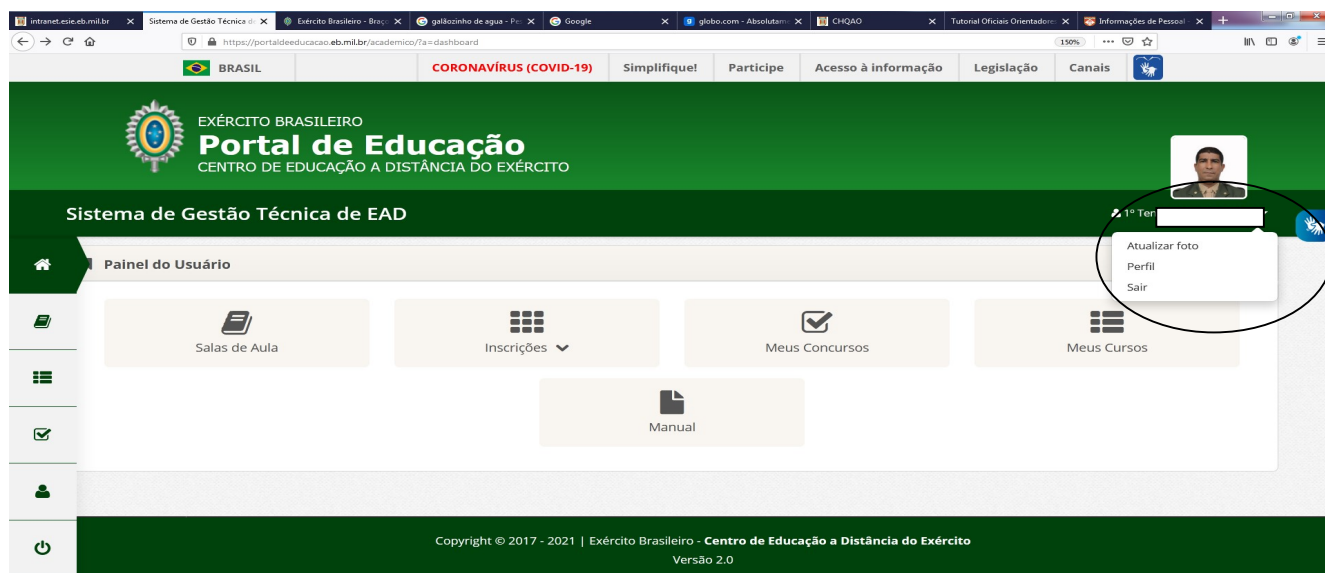 intranet.esie.eb.mil.br
Sistema de Gestão Técnica de
Exército Brasileiro - Braço
galãozinho de agua - Pes
Google
globo.com - Absolutame
CHQAO
Tutorial Oficiais Orientadores
Informações de Pessoal -
https://portaldeeducacao.eb.mil.br/academico/?a=dashboard
150%
BRASIL
CORONAVÍRUS (COVID-19)
Simplifique!
Participe
Acesso à informação
Legislação
Canais
EXÉRCITO BRASILEIRO
Portal de Educação
CENTRO DE EDUCAÇÃO A DISTÂNCIA DO EXÉRCITO
Sistema de Gestão Técnica de EAD
1º Ten
Atualizar foto
Perfil
Sair
Painel do Usuário
Salas de Aula
Inscrições
Meus Concursos
Meus Cursos
Manual
Copyright © 2017 - 2021 | Exército Brasileiro - Centro de Educação a Distância do Exército
Versão 2.0